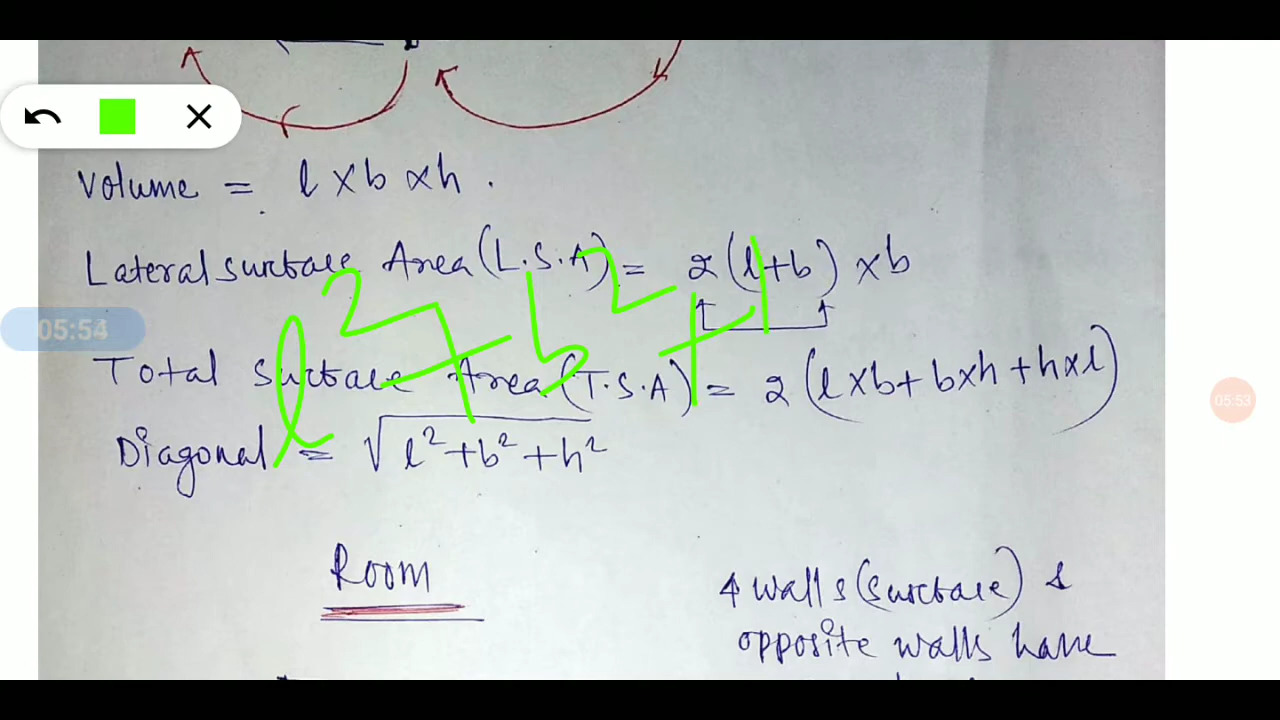 Volume = l × b × h .
Lateral surface Area (L.S.A) = 2 (l + b) × b
05:54
l² + b² +
Total Surface Area (T.S.A) = 2 (l × b + b × h + h × l)
05:53
Diagonal = √l² + b² + h²
Room
4 walls (surface) &
opposite walls have